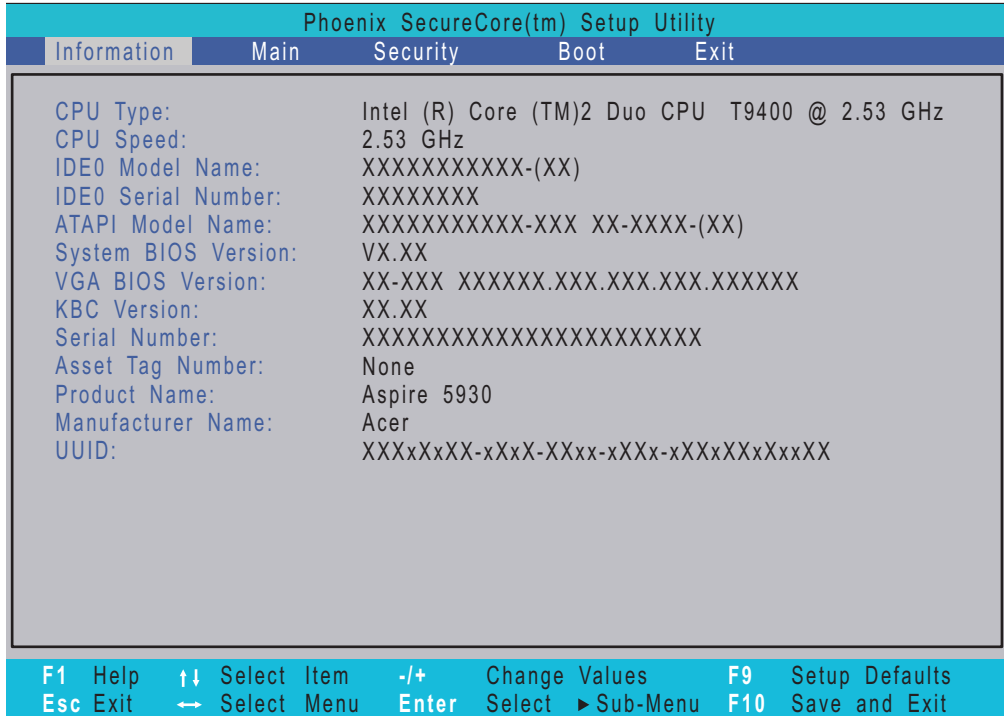 Phoenix SecureCore(tm) Setup Utility
Information Main Security Boot Exit
CPU Type: Intel (R) Core (TM)2 Duo CPU T9400 @ 2.53 GHz
CPU Speed: 2.53 GHz
IDE0 Model Name: XXXXXXXXXXX-(XX)
IDE0 Serial Number: XXXXXXXX
ATAPI Model Name: XXXXXXXXXXX-XXX XX-XXXX-(XX)
System BIOS Version: VX.XX
VGA BIOS Version: XX-XXX XXXXXX.XXX.XXX.XXX.XXXXXX
KBC Version: XX.XX
Serial Number: XXXXXXXXXXXXXXXXXXXXXXX
Asset Tag Number: None
Product Name: Aspire 5930
Manufacturer Name: Acer
UUID: XXXxXxXX-xXxX-XXxx-xXXx-xXXxXXxXxxXX
F1 Help ↑↓ Select Item -/+ Change Values F9 Setup Defaults
Esc Exit ↔ Select Menu Enter Select ▸Sub-Menu F10 Save and Exit